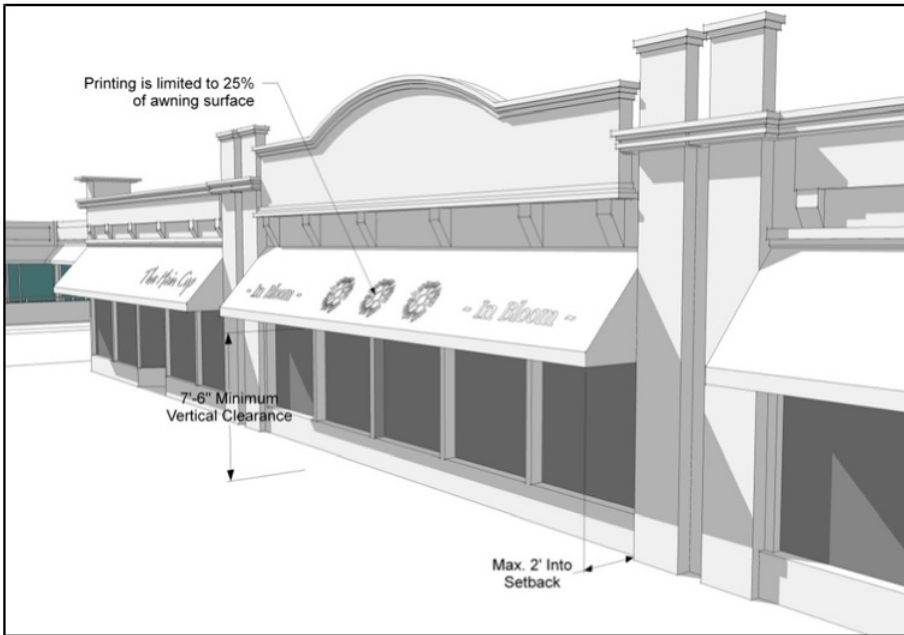 Printing is limited to 25%
of awning surface
The Main Cup
- In Bloom -
- In Bloom -
7'-6" Minimum
Vertical Clearance
Max. 2' Into
Setback